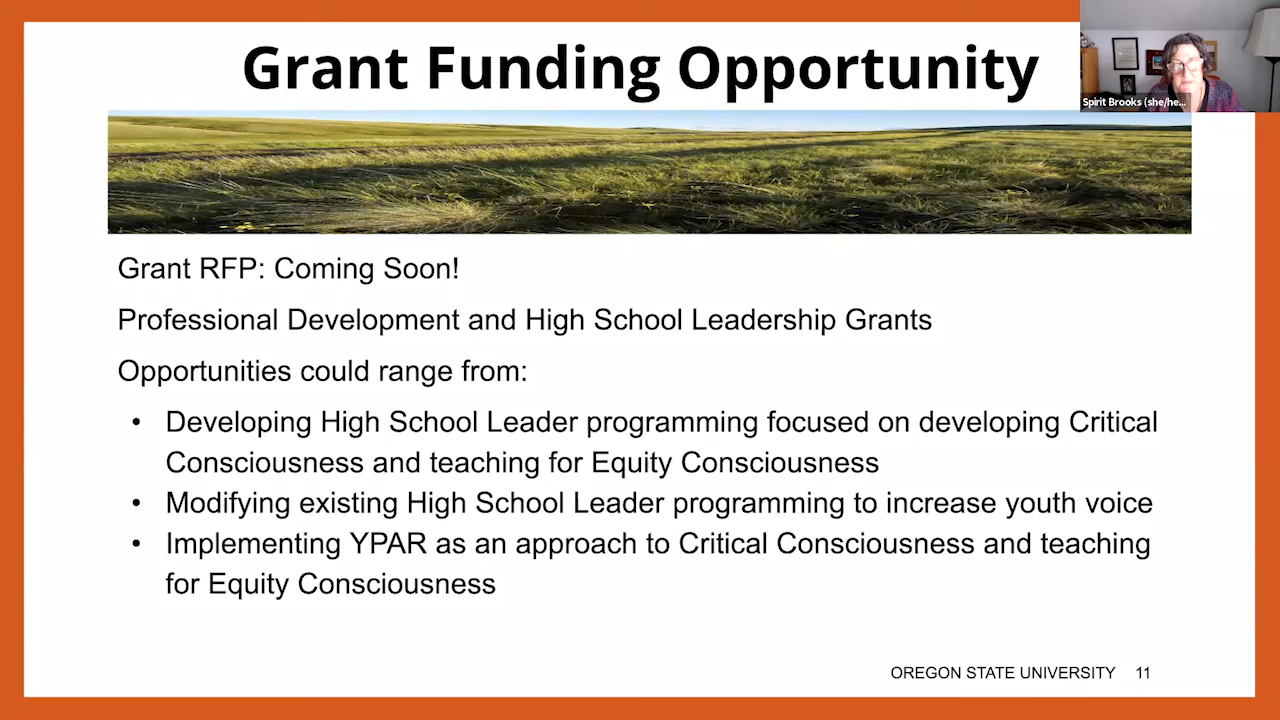 Grant Funding Opportunity
Spirit Brooks (she/he...
Grant RFP: Coming Soon!
Professional Development and High School Leadership Grants
Opportunities could range from:
• Developing High School Leader programming focused on developing Critical
Consciousness and teaching for Equity Consciousness
• Modifying existing High School Leader programming to increase youth voice
• Implementing YPAR as an approach to Critical Consciousness and teaching
for Equity Consciousness
OREGON STATE UNIVERSITY 11